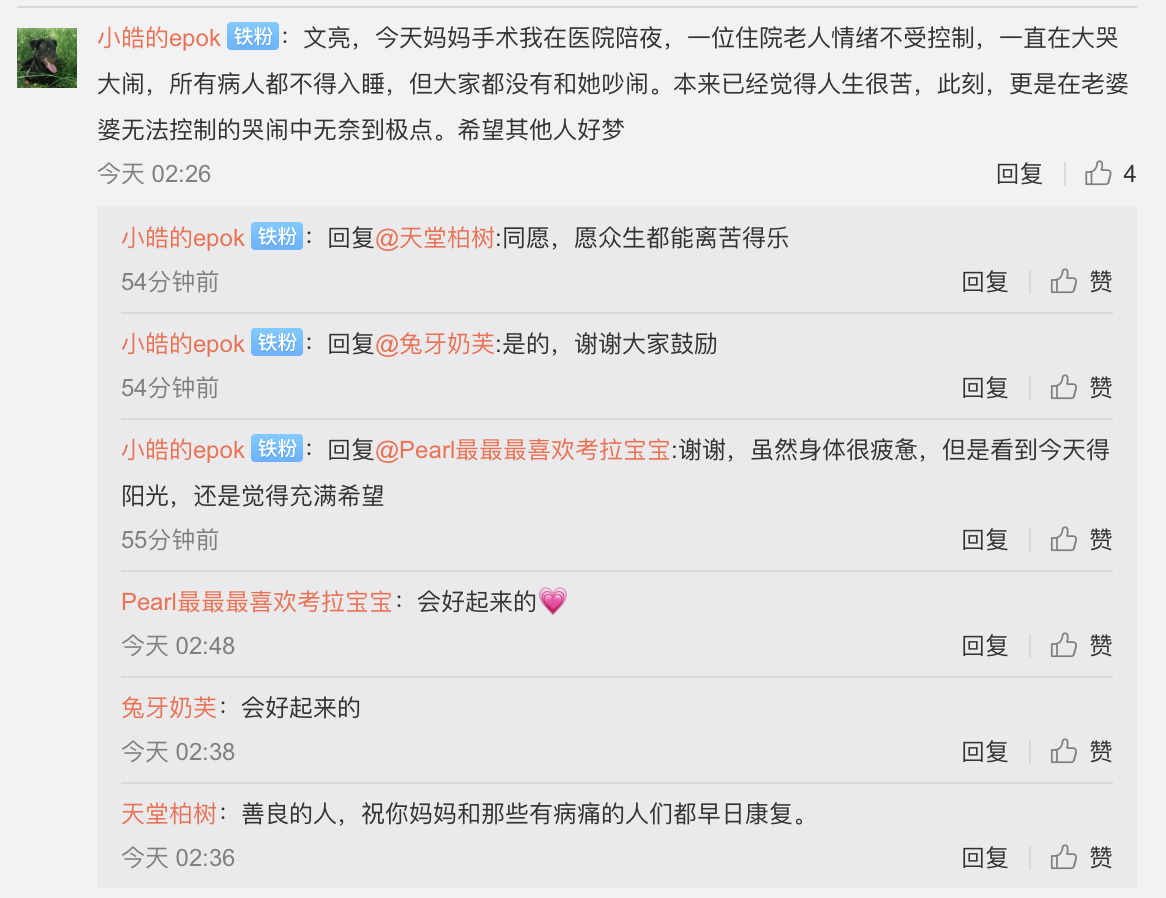 小皓的epok 铁粉：文亮，今天妈妈手术我在医院陪夜，一位住院老人情绪不受控制，一直在大哭
大闹，所有病人都不得入睡，但大家都没有和她吵闹。本来已经觉得人生很苦，此刻，更是在老婆
婆无法控制的哭闹中无奈到极点。希望其他人好梦
今天 02:26 回复 4
小皓的epok 铁粉：回复@天堂柏树:同愿，愿众生都能离苦得乐
54分钟前 回复 赞
小皓的epok 铁粉：回复@兔牙奶芙:是的，谢谢大家鼓励
54分钟前 回复 赞
小皓的epok 铁粉：回复@Pearl最最最喜欢考拉宝宝:谢谢，虽然身体很疲惫，但是看到今天得
阳光，还是觉得充满希望
55分钟前 回复 赞
Pearl最最最喜欢考拉宝宝：会好起来的💗
今天 02:48 回复 赞
兔牙奶芙：会好起来的
今天 02:38 回复 赞
天堂柏树：善良的人，祝你妈妈和那些有病痛的人们都早日康复。
今天 02:36 回复 赞